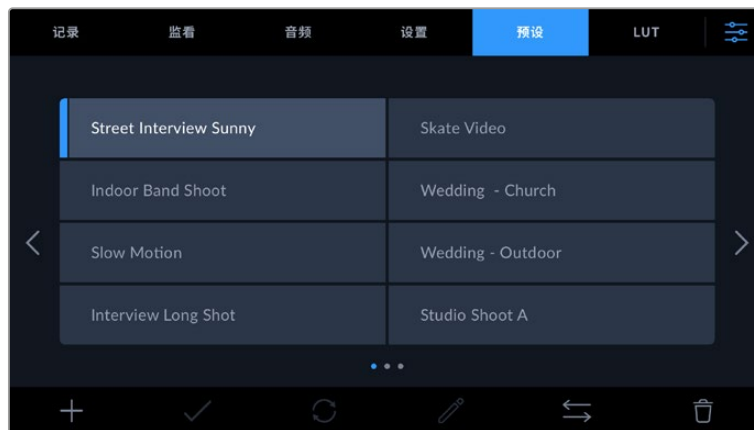 记录 监看 音频 设置 预设 LUT
Street Interview Sunny Skate Video
Indoor Band Shoot Wedding - Church
Slow Motion Wedding - Outdoor
Interview Long Shot Studio Shoot A